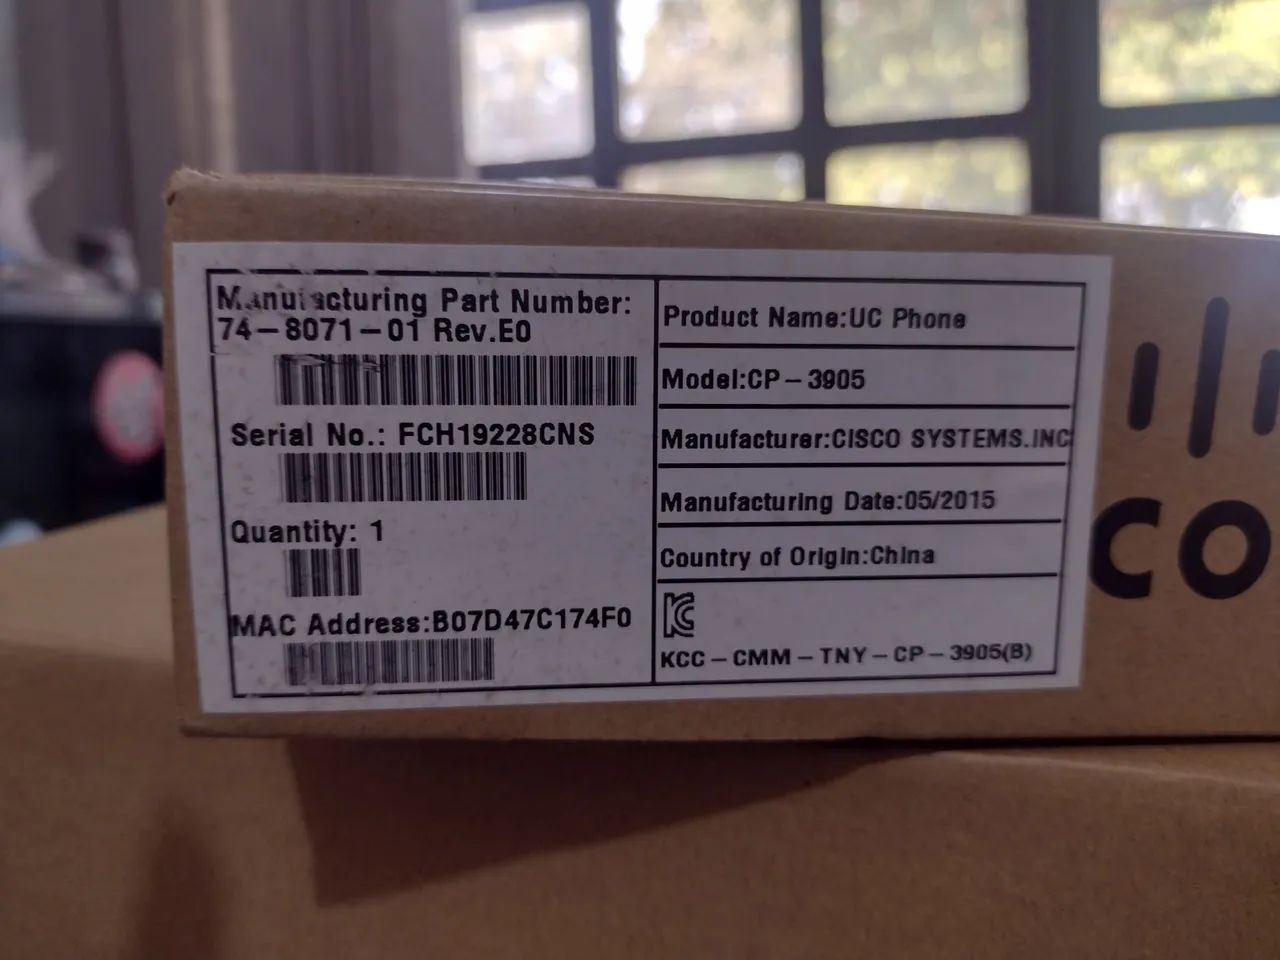 Manufacturing Part Number:
74-8071-01 Rev.E0
Serial No.: FCH19228CNS
Quantity: 1
MAC Address:B07D47C174F0
Product Name:UC Phone
Model:CP-3905
Manufacturer:CISCO SYSTEMS.INC
Manufacturing Date:05/2015
Country of Origin:China
KCC-CMM-TNY-CP-3905(B)
CO